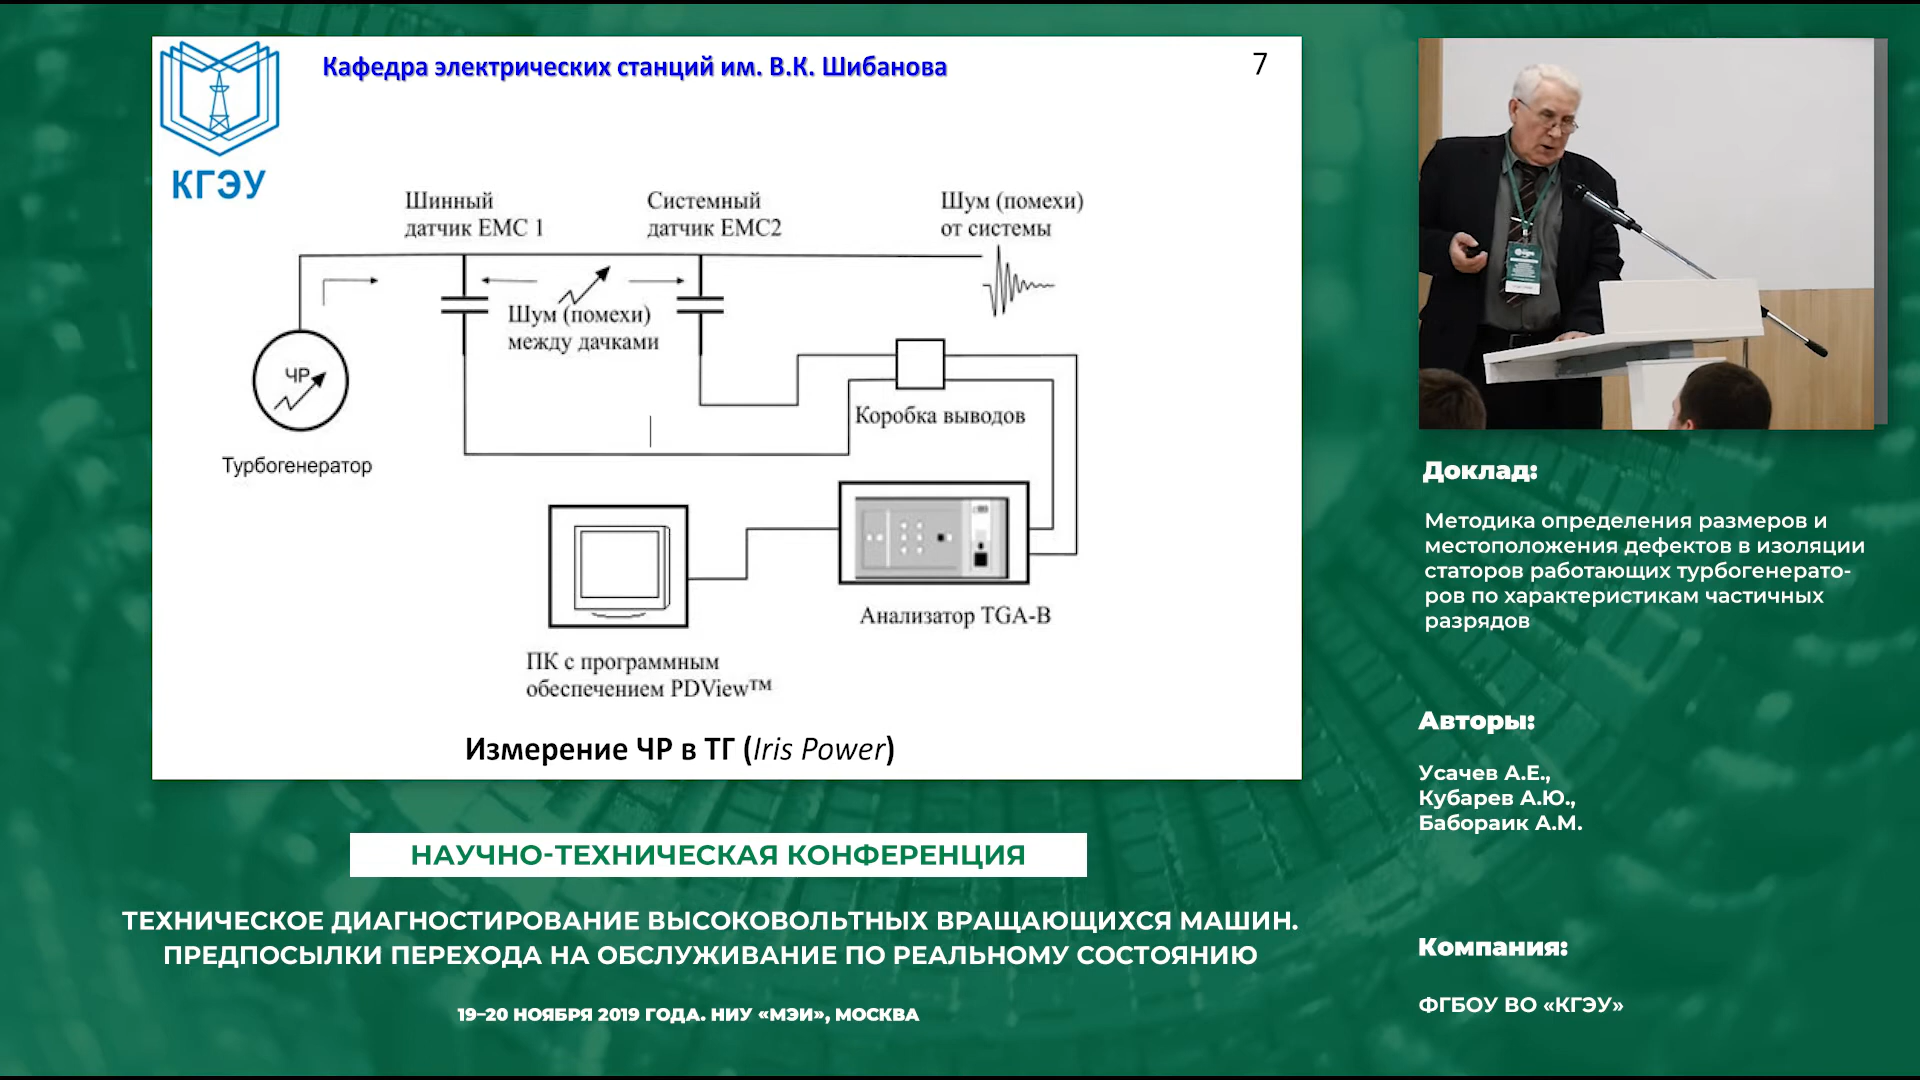 Кафедра электрических станций им. В.К. Шибанова
7
КГЭУ
Шинный
датчик EMC 1
Системный
датчик EMC2
Шум (помехи)
от системы
Шум (помехи)
между дачками
ЧР
Турбогенератор
Коробка выводов
Анализатор TGA-B
ПК с программным
обеспечением PDView™
Измерение ЧР в ТГ (Iris Power)
Доклад:
Методика определения размеров и
местоположения дефектов в изоляции
статоров работающих турбогенерато-
ров по характеристикам частичных
разрядов
Авторы:
Усачев А.Е.,
Кубарев А.Ю.,
Бабораик А.М.
Компания:
ФГБОУ ВО «КГЭУ»
НАУЧНО-ТЕХНИЧЕСКАЯ КОНФЕРЕНЦИЯ
ТЕХНИЧЕСКОЕ ДИАГНОСТИРОВАНИЕ ВЫСОКОВОЛЬТНЫХ ВРАЩАЮЩИХСЯ МАШИН.
ПРЕДПОСЫЛКИ ПЕРЕХОДА НА ОБСЛУЖИВАНИЕ ПО РЕАЛЬНОМУ СОСТОЯНИЮ
19–20 НОЯБРЯ 2019 ГОДА. НИУ «МЭИ», МОСКВА